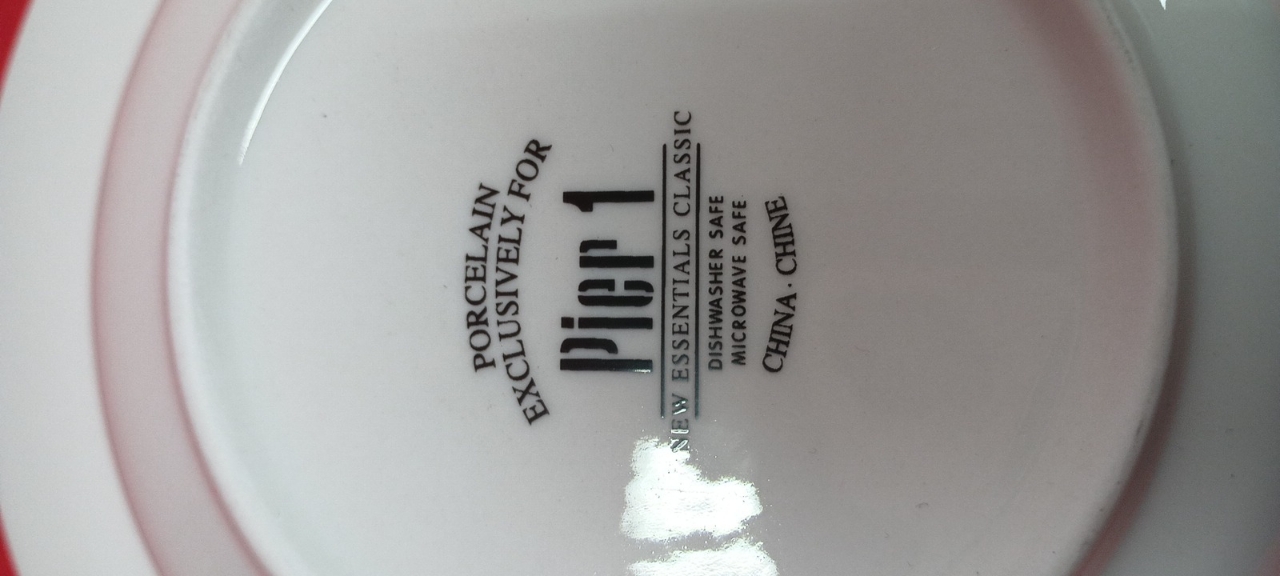 PORCELAIN
EXCLUSIVELY FOR
Pier 1
NEW ESSENTIALS CLASSIC
DISHWASHER SAFE
MICROWAVE SAFE
CHINA · CHINE